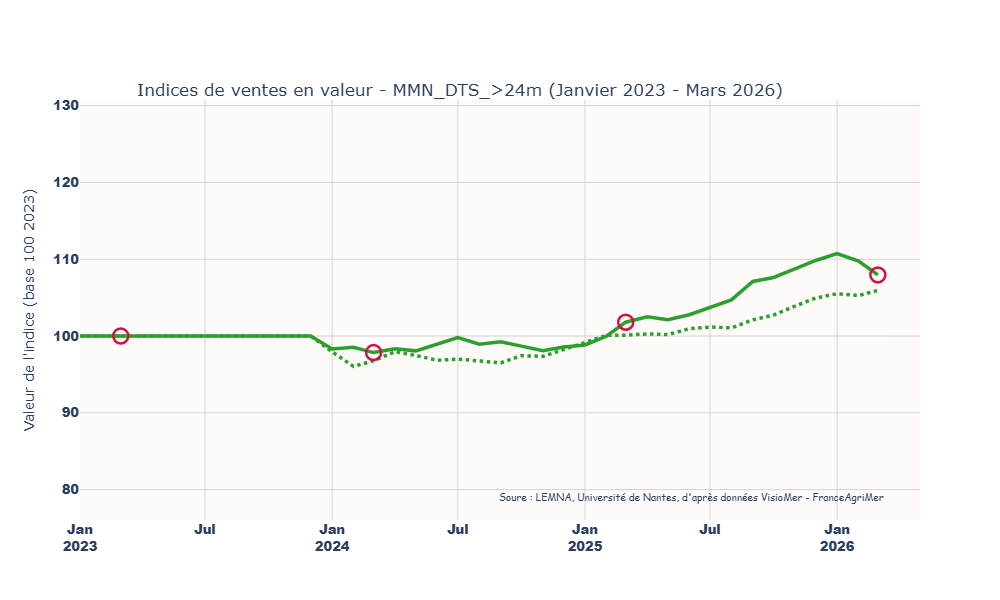 Indices de ventes en valeur - MMN_DTS_>24m (Janvier 2023 - Mars 2026)
Valeur de l'Indice (base 100 2023)
130
120
110
100
90
80
Soure : LEMNA, Université de Nantes, d'après données VisioMer - FranceAgriMer
Jan Jul Jan Jul Jan Jul Jan
2023 2024 2025 2026